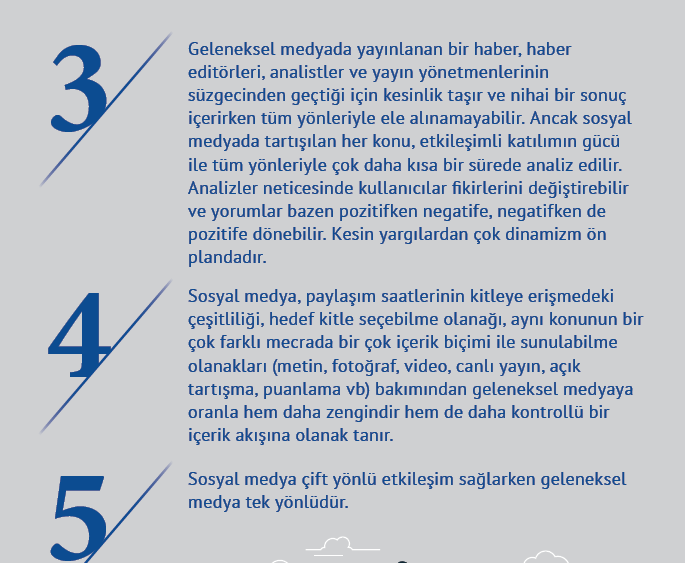 3
Geleneksel medyada yayınlanan bir haber, haber
editörleri, analistler ve yayın yönetmenlerinin
süzgecinden geçtiği için kesinlik taşır ve nihai bir sonuç
içerirken tüm yönleriyle ele alınamayabilir. Ancak sosyal
medyada tartışılan her konu, etkileşimli katılımın gücü
ile tüm yönleriyle çok daha kısa bir sürede analiz edilir.
Analizler neticesinde kullanıcılar fikirlerini değiştirebilir
ve yorumlar bazen pozitifken negatife, negatifken de
pozitife dönebilir. Kesin yargılardan çok dinamizm ön
plandadır.
4
Sosyal medya, paylaşım saatlerinin kitleye erişmedeki
çeşitliliği, hedef kitle seçebilme olanağı, aynı konunun bir
çok farklı mecrada bir çok içerik biçimi ile sunulabilme
olanakları (metin, fotoğraf, video, canlı yayın, açık
tartışma, puanlama vb) bakımından geleneksel medyaya
oranla hem daha zengindir hem de daha kontrollü bir
içerik akışına olanak tanır.
5
Sosyal medya çift yönlü etkileşim sağlarken geleneksel
medya tek yönlüdür.